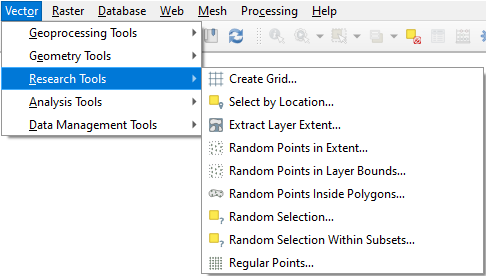 Vector Raster Database Web Mesh Processing Help
Geoprocessing Tools
Geometry Tools
Research Tools
Analysis Tools
Data Management Tools
Create Grid...
Select by Location...
Extract Layer Extent...
Random Points in Extent...
Random Points in Layer Bounds...
Random Points Inside Polygons...
Random Selection...
Random Selection Within Subsets...
Regular Points...